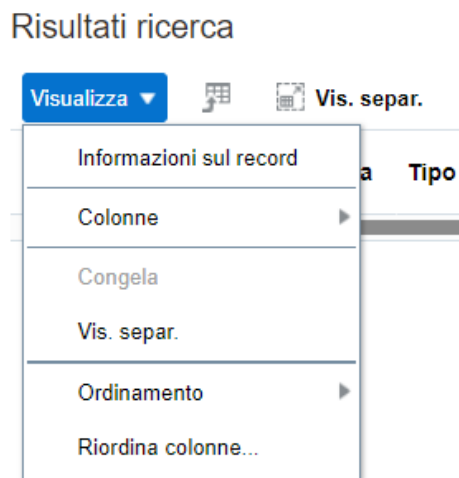 Risultati ricerca
Visualizza Vis. separ.
Informazioni sul record
a Tipo
Colonne
Congela
Vis. separ.
Ordinamento
Riordina colonne...